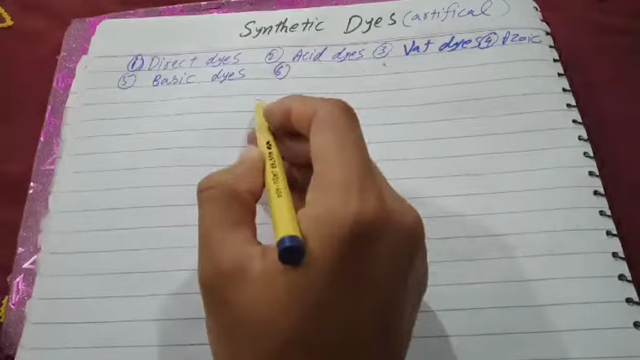 Synthetic Dyes (artifical)
① Direct dyes ② Acid dyes ③ Vat dyes ④ Azoic
⑤ Basic dyes ⑥